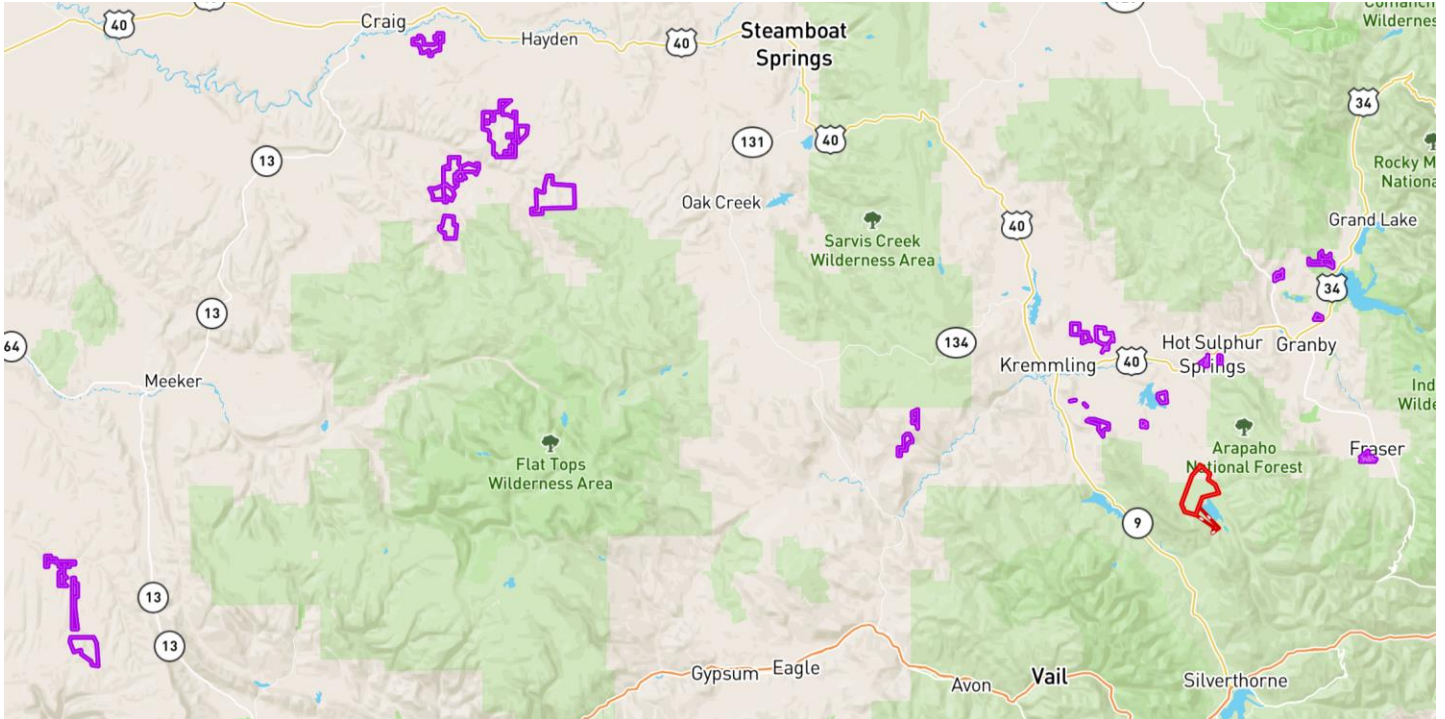 40
Craig
Hayden
40
Steamboat
Springs
34
13
131
40
Rocky M
Nationa
Oak Creek
Sarvis Creek
Wilderness Area
40
Grand Lake
34
13
64
134
Hot Sulphur
Springs
Granby
Kremmling
40
Meeker
Ind
Wilde
Flat Tops
Wilderness Area
Arapaho
National Forest
Fraser
9
13
13
Gypsum
Eagle
Avon
Vail
Silverthorne